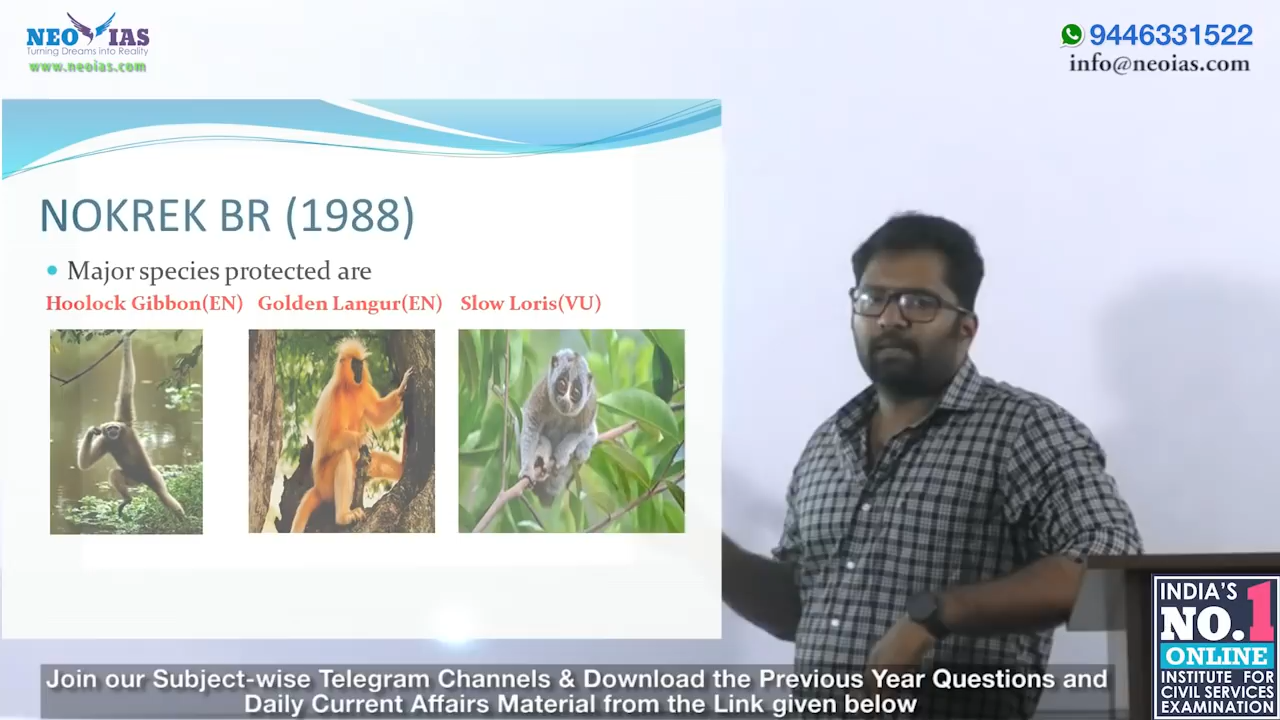 NEO IAS
Turning Dreams into Reality
www.neoias.com
9446331522
info@neoias.com
NOKREK BR (1988)
Major species protected are
Hoolock Gibbon(EN) Golden Langur(EN) Slow Loris(VU)
INDIA'S
NO.1
ONLINE
INSTITUTE FOR
CIVIL SERVICES
EXAMINATION
Join our Subject-wise Telegram Channels & Download the Previous Year Questions and
Daily Current Affairs Material from the Link given below